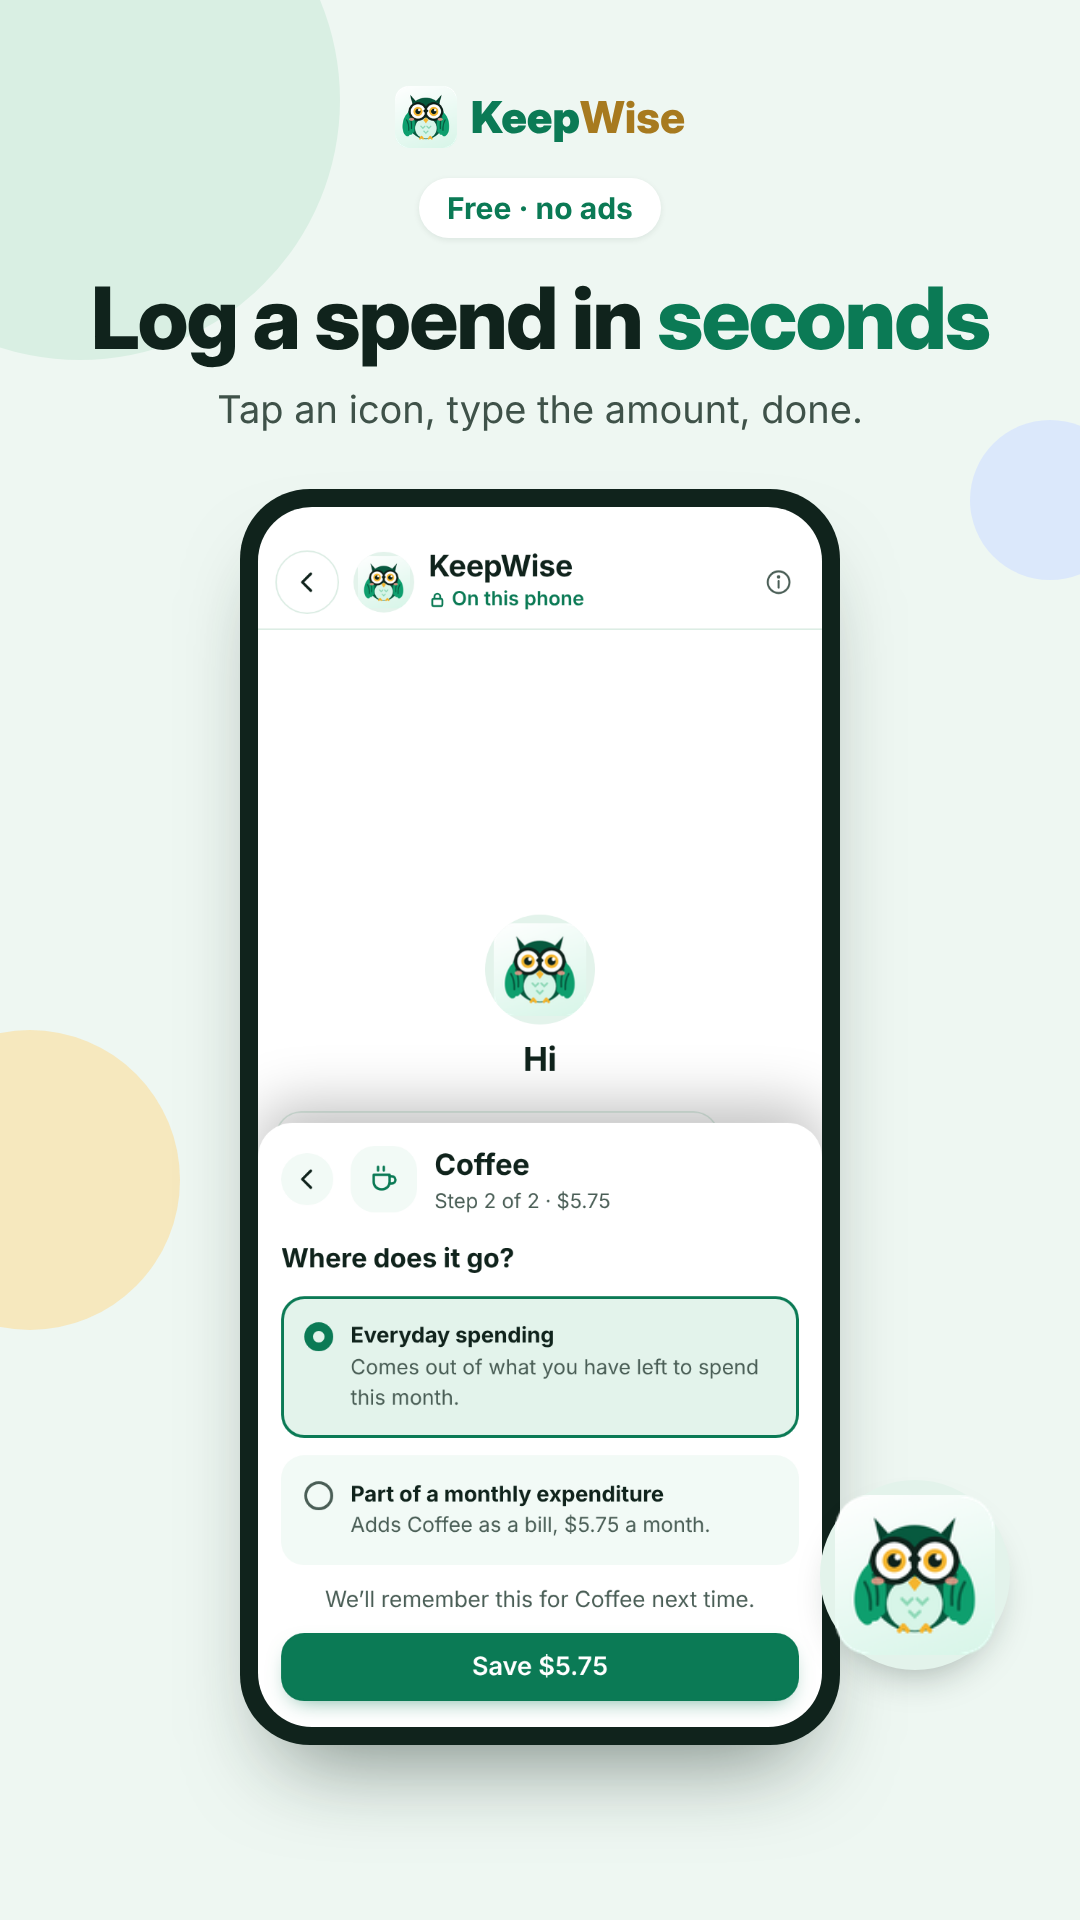 KeepWise
Free · no ads
Log a spend in seconds
Tap an icon, type the amount, done.
KeepWise
On this phone
Hi
Coffee
Step 2 of 2 · $5.75
Where does it go?
Everyday spending
Comes out of what you have left to spend
this month.
Part of a monthly expenditure
Adds Coffee as a bill, $5.75 a month.
We’ll remember this for Coffee next time.
Save $5.75